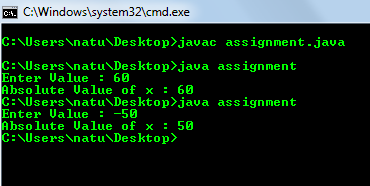 C:\Windows\system32\cmd.exe
C:\Users\natu\Desktop>javac assignment.java
C:\Users\natu\Desktop>java assignment
Enter Value : 60
Absolute Value of x : 60
C:\Users\natu\Desktop>java assignment
Enter Value : -50
Absolute Value of x : 50
C:\Users\natu\Desktop>